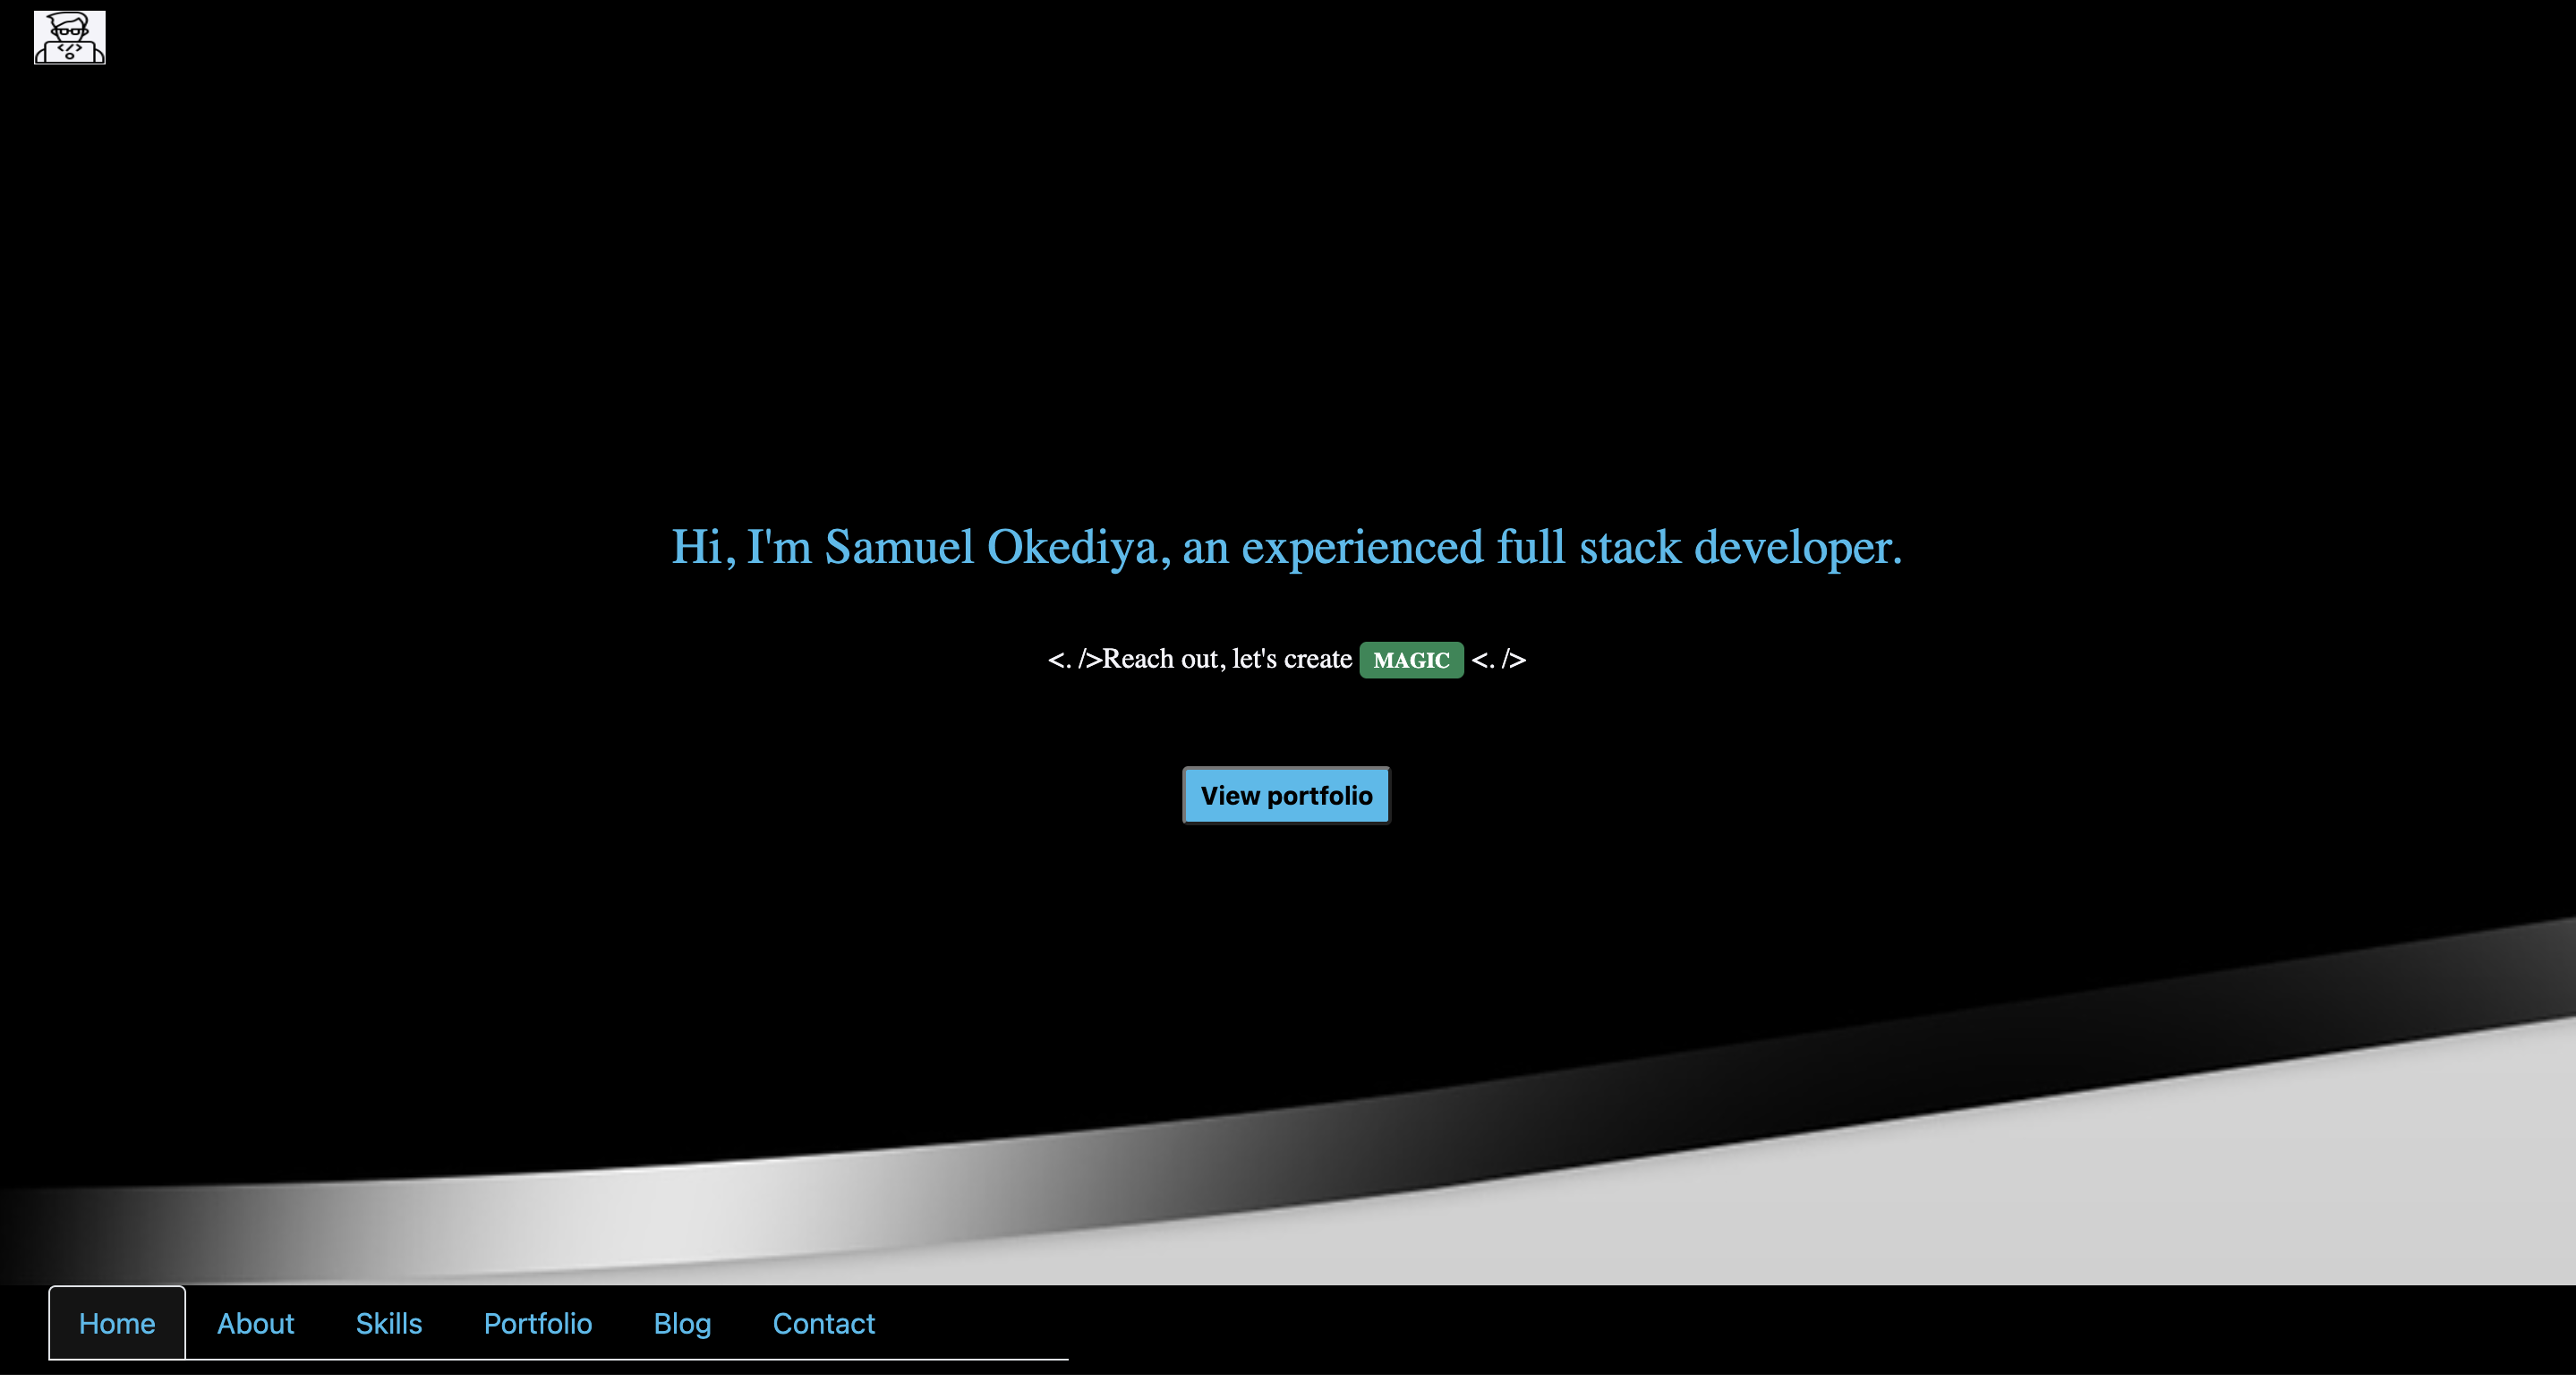 </>
Hi, I'm Samuel Okediya, an experienced full stack developer.
<. />Reach out, let's create MAGIC <. />
View portfolio
Home About Skills Portfolio Blog Contact